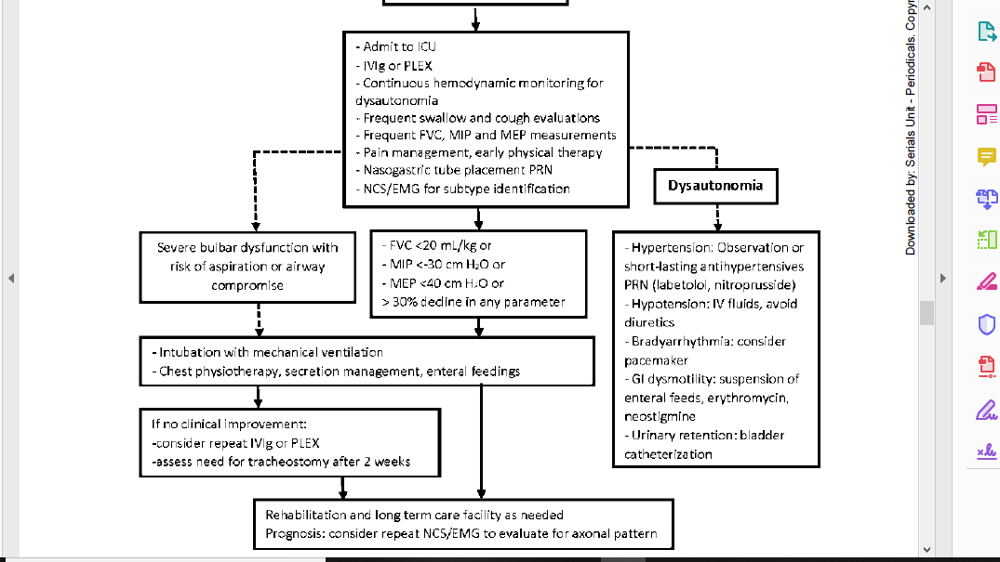 - Admit to ICU
- IVIg or PLEX
- Continuous hemodynamic monitoring for
dysautonomia
- Frequent swallow and cough evaluations
- Frequent FVC, MIP and MEP measurements
- Pain management, early physical therapy
- Nasogastric tube placement PRN
- NCS/EMG for subtype identification
Dysautonomia
Severe bulbar dysfunction with
risk of aspiration or airway
compromise
- FVC <20 mL/kg or
- MIP <-30 cm H₂O or
- MEP <40 cm H₂O or
> 30% decline in any parameter
- Hypertension: Observation or
short-lasting antihypertensives
PRN (labetolol, nitroprusside)
- Hypotension: IV fluids, avoid
diuretics
- Bradyarrhythmia: consider
pacemaker
- GI dysmotility: suspension of
enteral feeds, erythromycin,
neostigmine
- Urinary retention: bladder
catheterization
- Intubation with mechanical ventilation
- Chest physiotherapy, secretion management, enteral feedings
If no clinical improvement:
-consider repeat IVIg or PLEX
-assess need for tracheostomy after 2 weeks
Rehabilitation and long term care facility as needed
Prognosis: consider repeat NCS/EMG to evaluate for axonal pattern
Downloaded by: Serials Unit - Periodicals. Copyr